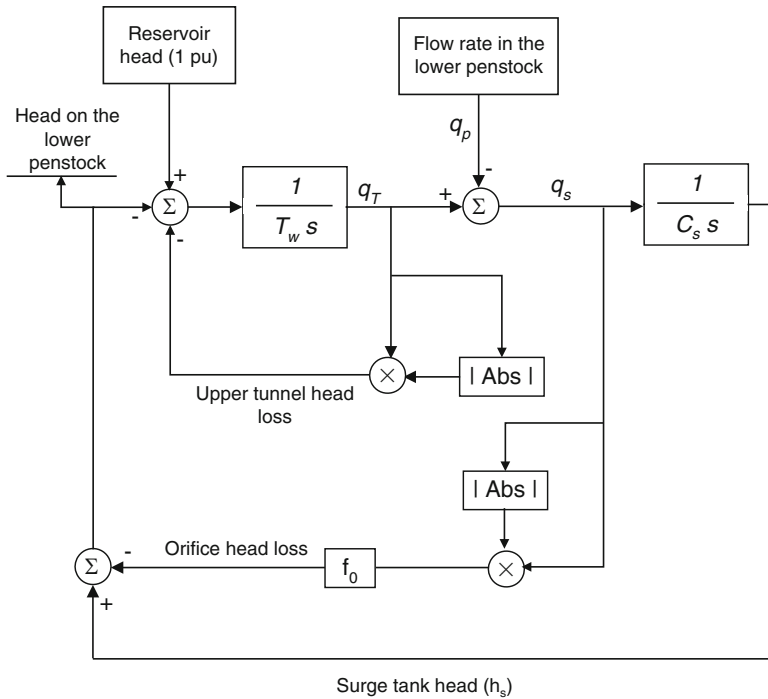 Reservoir
head (1 pu)
Flow rate in the
lower penstock
Head on the
lower
penstock
q_p
+
-
-
Σ
-
1
T_w s
q_T
+
Σ
q_s
1
C_s s
×
| Abs |
Upper tunnel head
loss
| Abs |
Orifice head loss
-
Σ
f_0
×
+
Surge tank head (h_s)